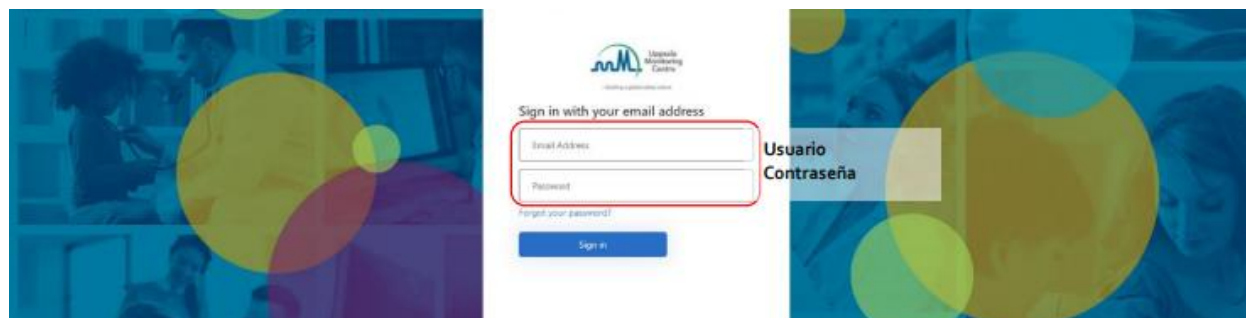 Uppsala
Monitoring
Centre
Sign in with your email address
Email Address
Usuario
Contraseña
Password
Forgot your password?
Sign in